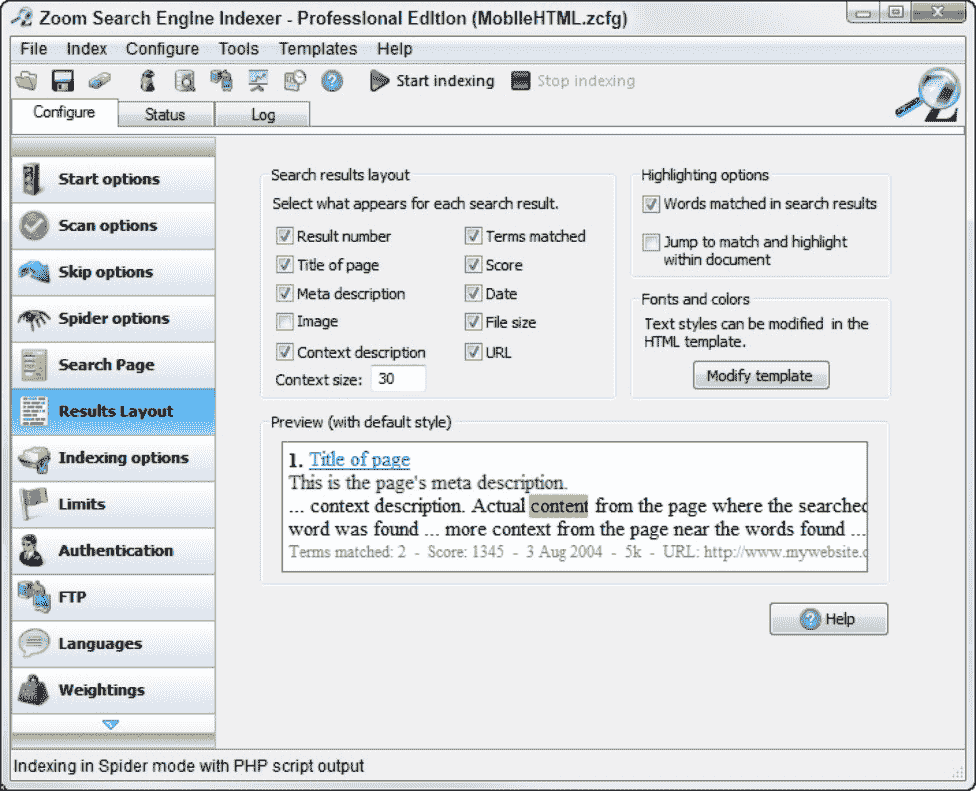 Zoom Search Engine Indexer - Professional Edition (MobileHTML.zcfg)
File Index Configure Tools Templates Help
Start indexing Stop indexing
Configure Status Log
Start options
Scan options
Skip options
Spider options
Search Page
Results Layout
Indexing options
Limits
Authentication
FTP
Languages
Weightings
Search results layout
Select what appears for each search result.
Result number Terms matched
Title of page Score
Meta description Date
Image File size
Context description URL
Context size: 30
Highlighting options
Words matched in search results
Jump to match and highlight
within document
Fonts and colors
Text styles can be modified in the
HTML template.
Modify template
Preview (with default style)
1. Title of page
This is the page's meta description.
... context description. Actual content from the page where the searched
word was found ... more context from the page near the words found ...
Terms matched: 2 - Score: 1345 - 3 Aug 2004 - 5k - URL: http://www.mywebsite.c
Help
Indexing in Spider mode with PHP script output